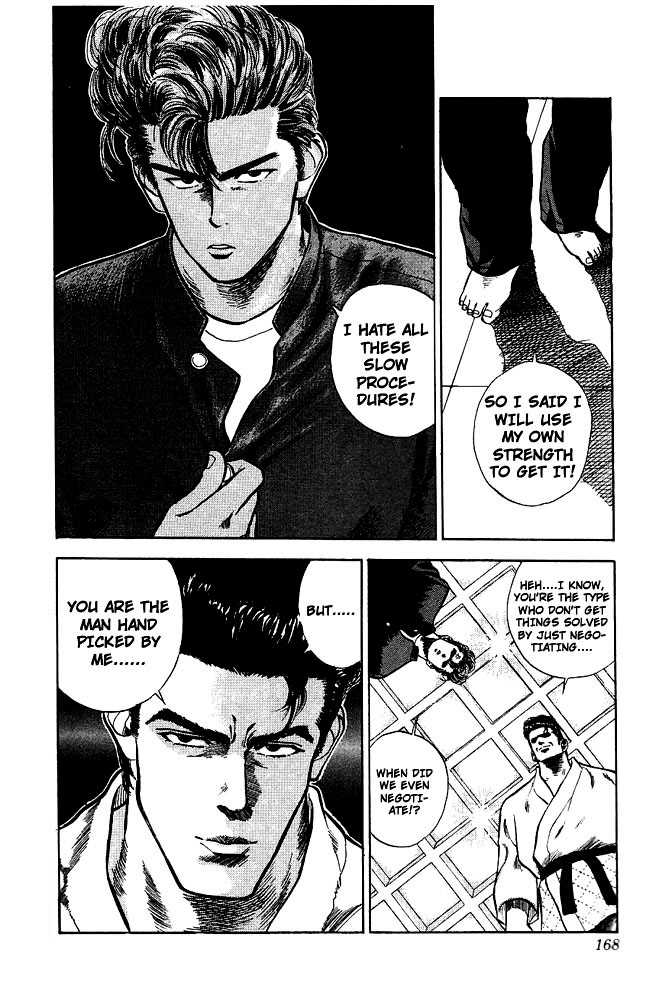 SO I SAID I
WILL USE
MY OWN
STRENGTH
TO GET IT!
I HATE ALL
THESE
SLOW
PROCE-
DURES!
HEH....I KNOW,
YOU'RE THE TYPE
WHO DON'T GET
THINGS SOLVED
BY JUST NEGO-
TIATING....
WHEN DID
WE EVEN
NEGOTI-
ATE!?
BUT.....
YOU ARE THE
MAN HAND
PICKED BY
ME......
168